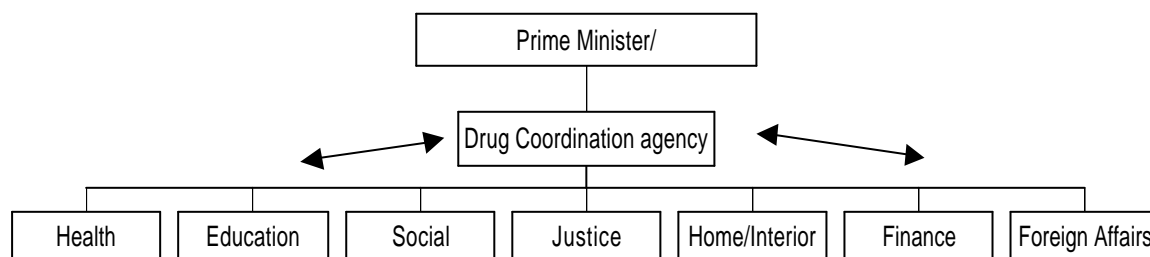 Prime Minister/
Drug Coordination agency
Health Education Social Justice Home/Interior Finance Foreign Affairs